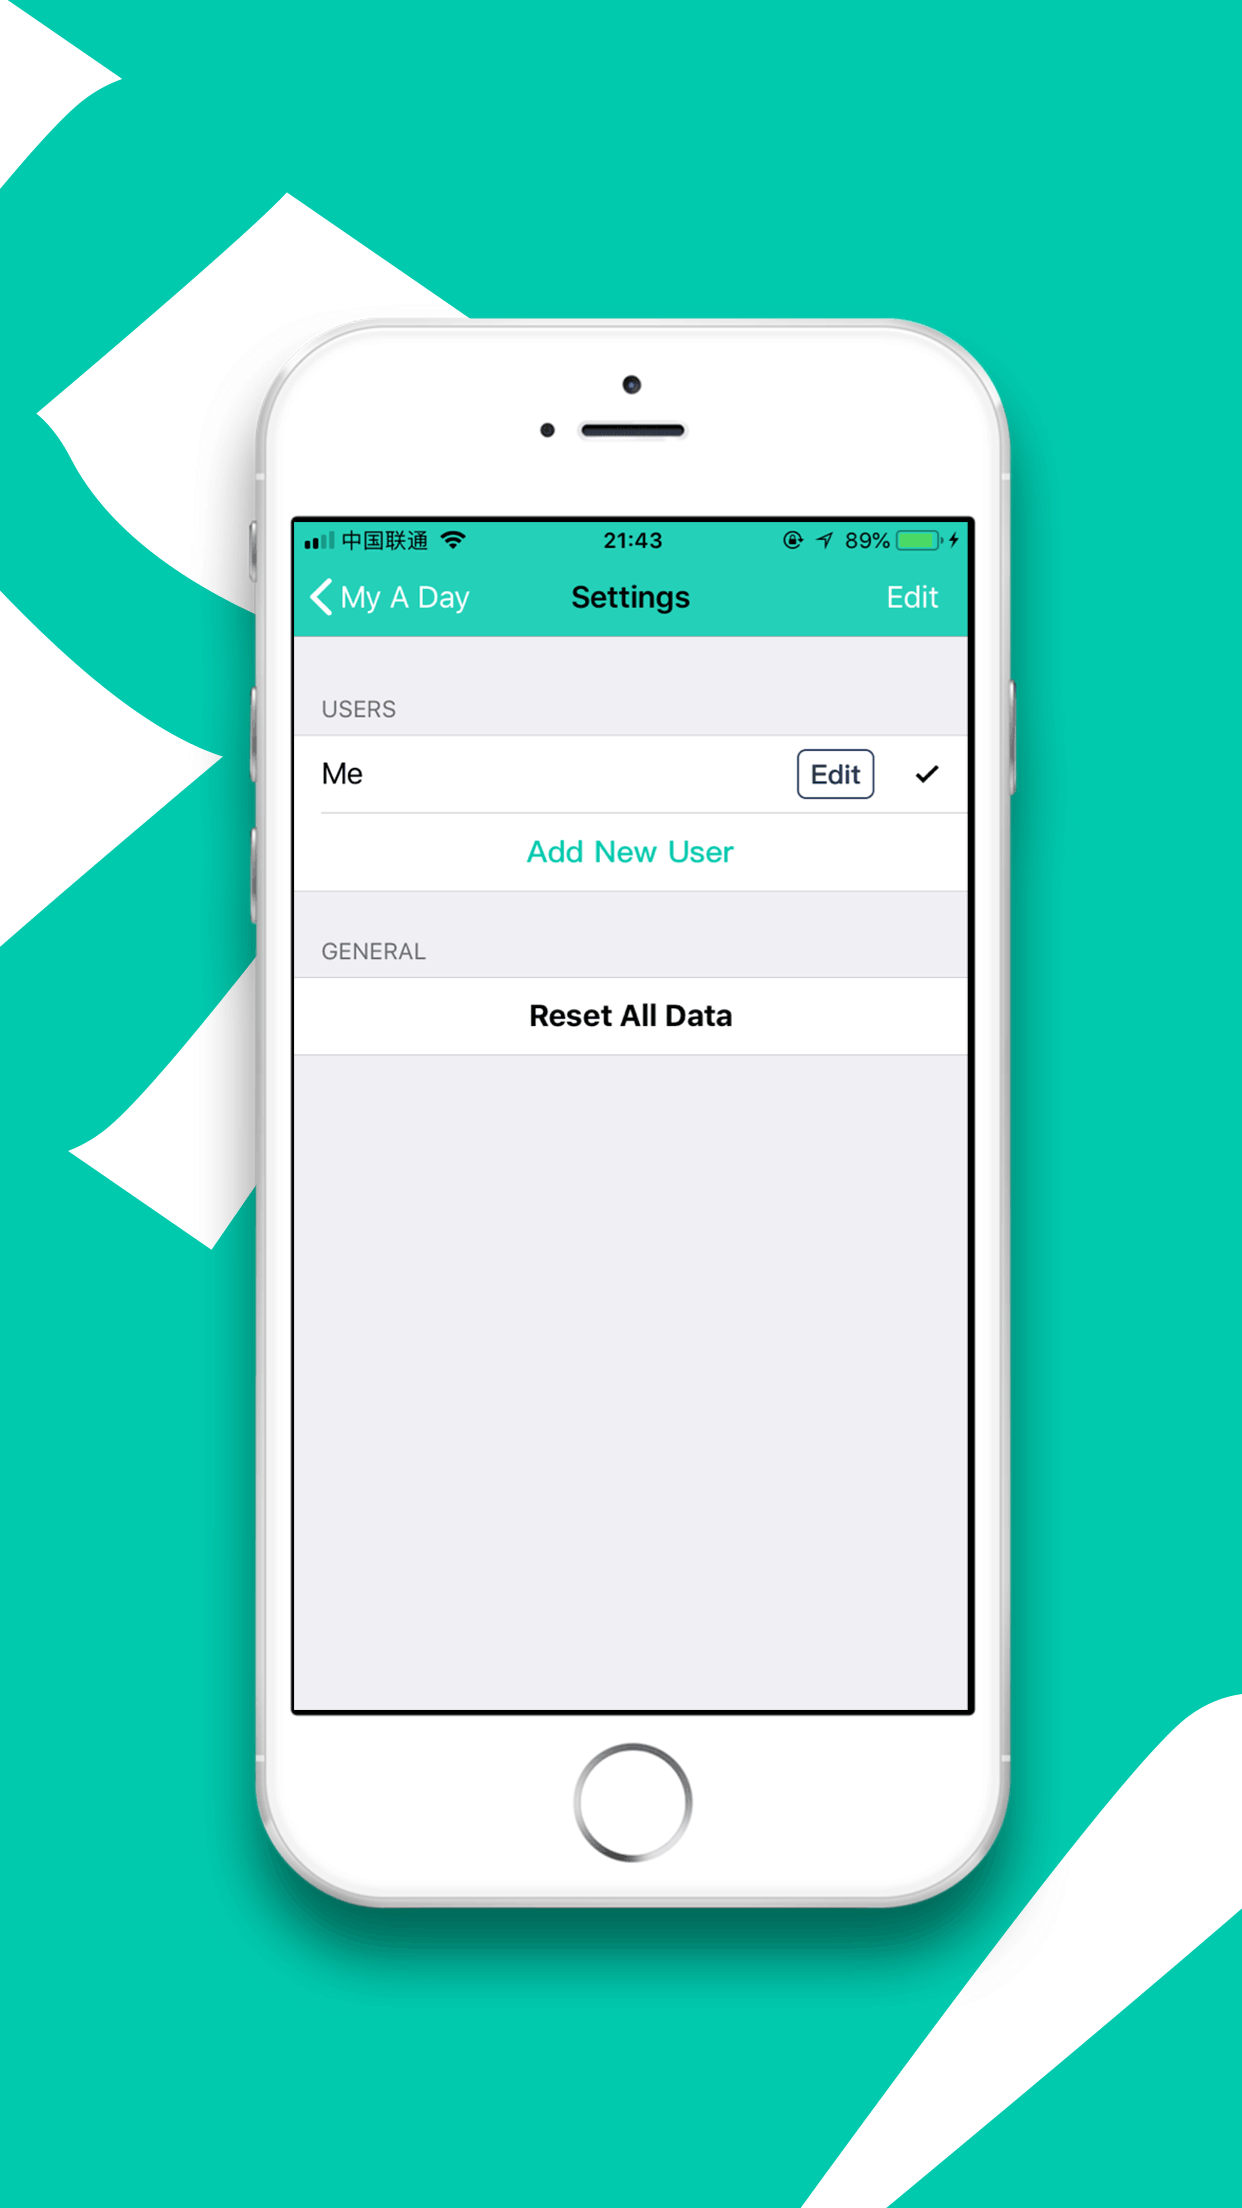 中国联通 21:43 89%
My A Day Settings Edit
USERS
Me Edit
Add New User
GENERAL
Reset All Data